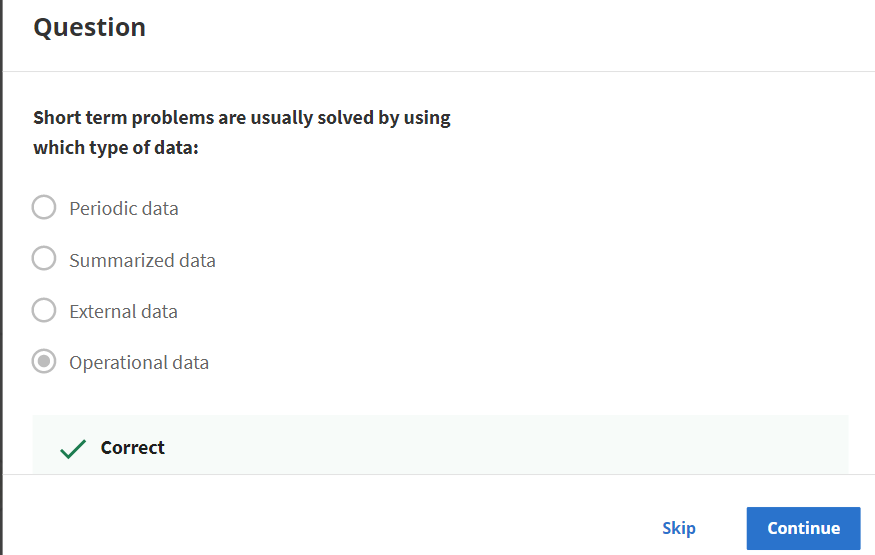 Question
Short term problems are usually solved by using
which type of data:
Periodic data
Summarized data
External data
Operational data
Correct
Skip
Continue